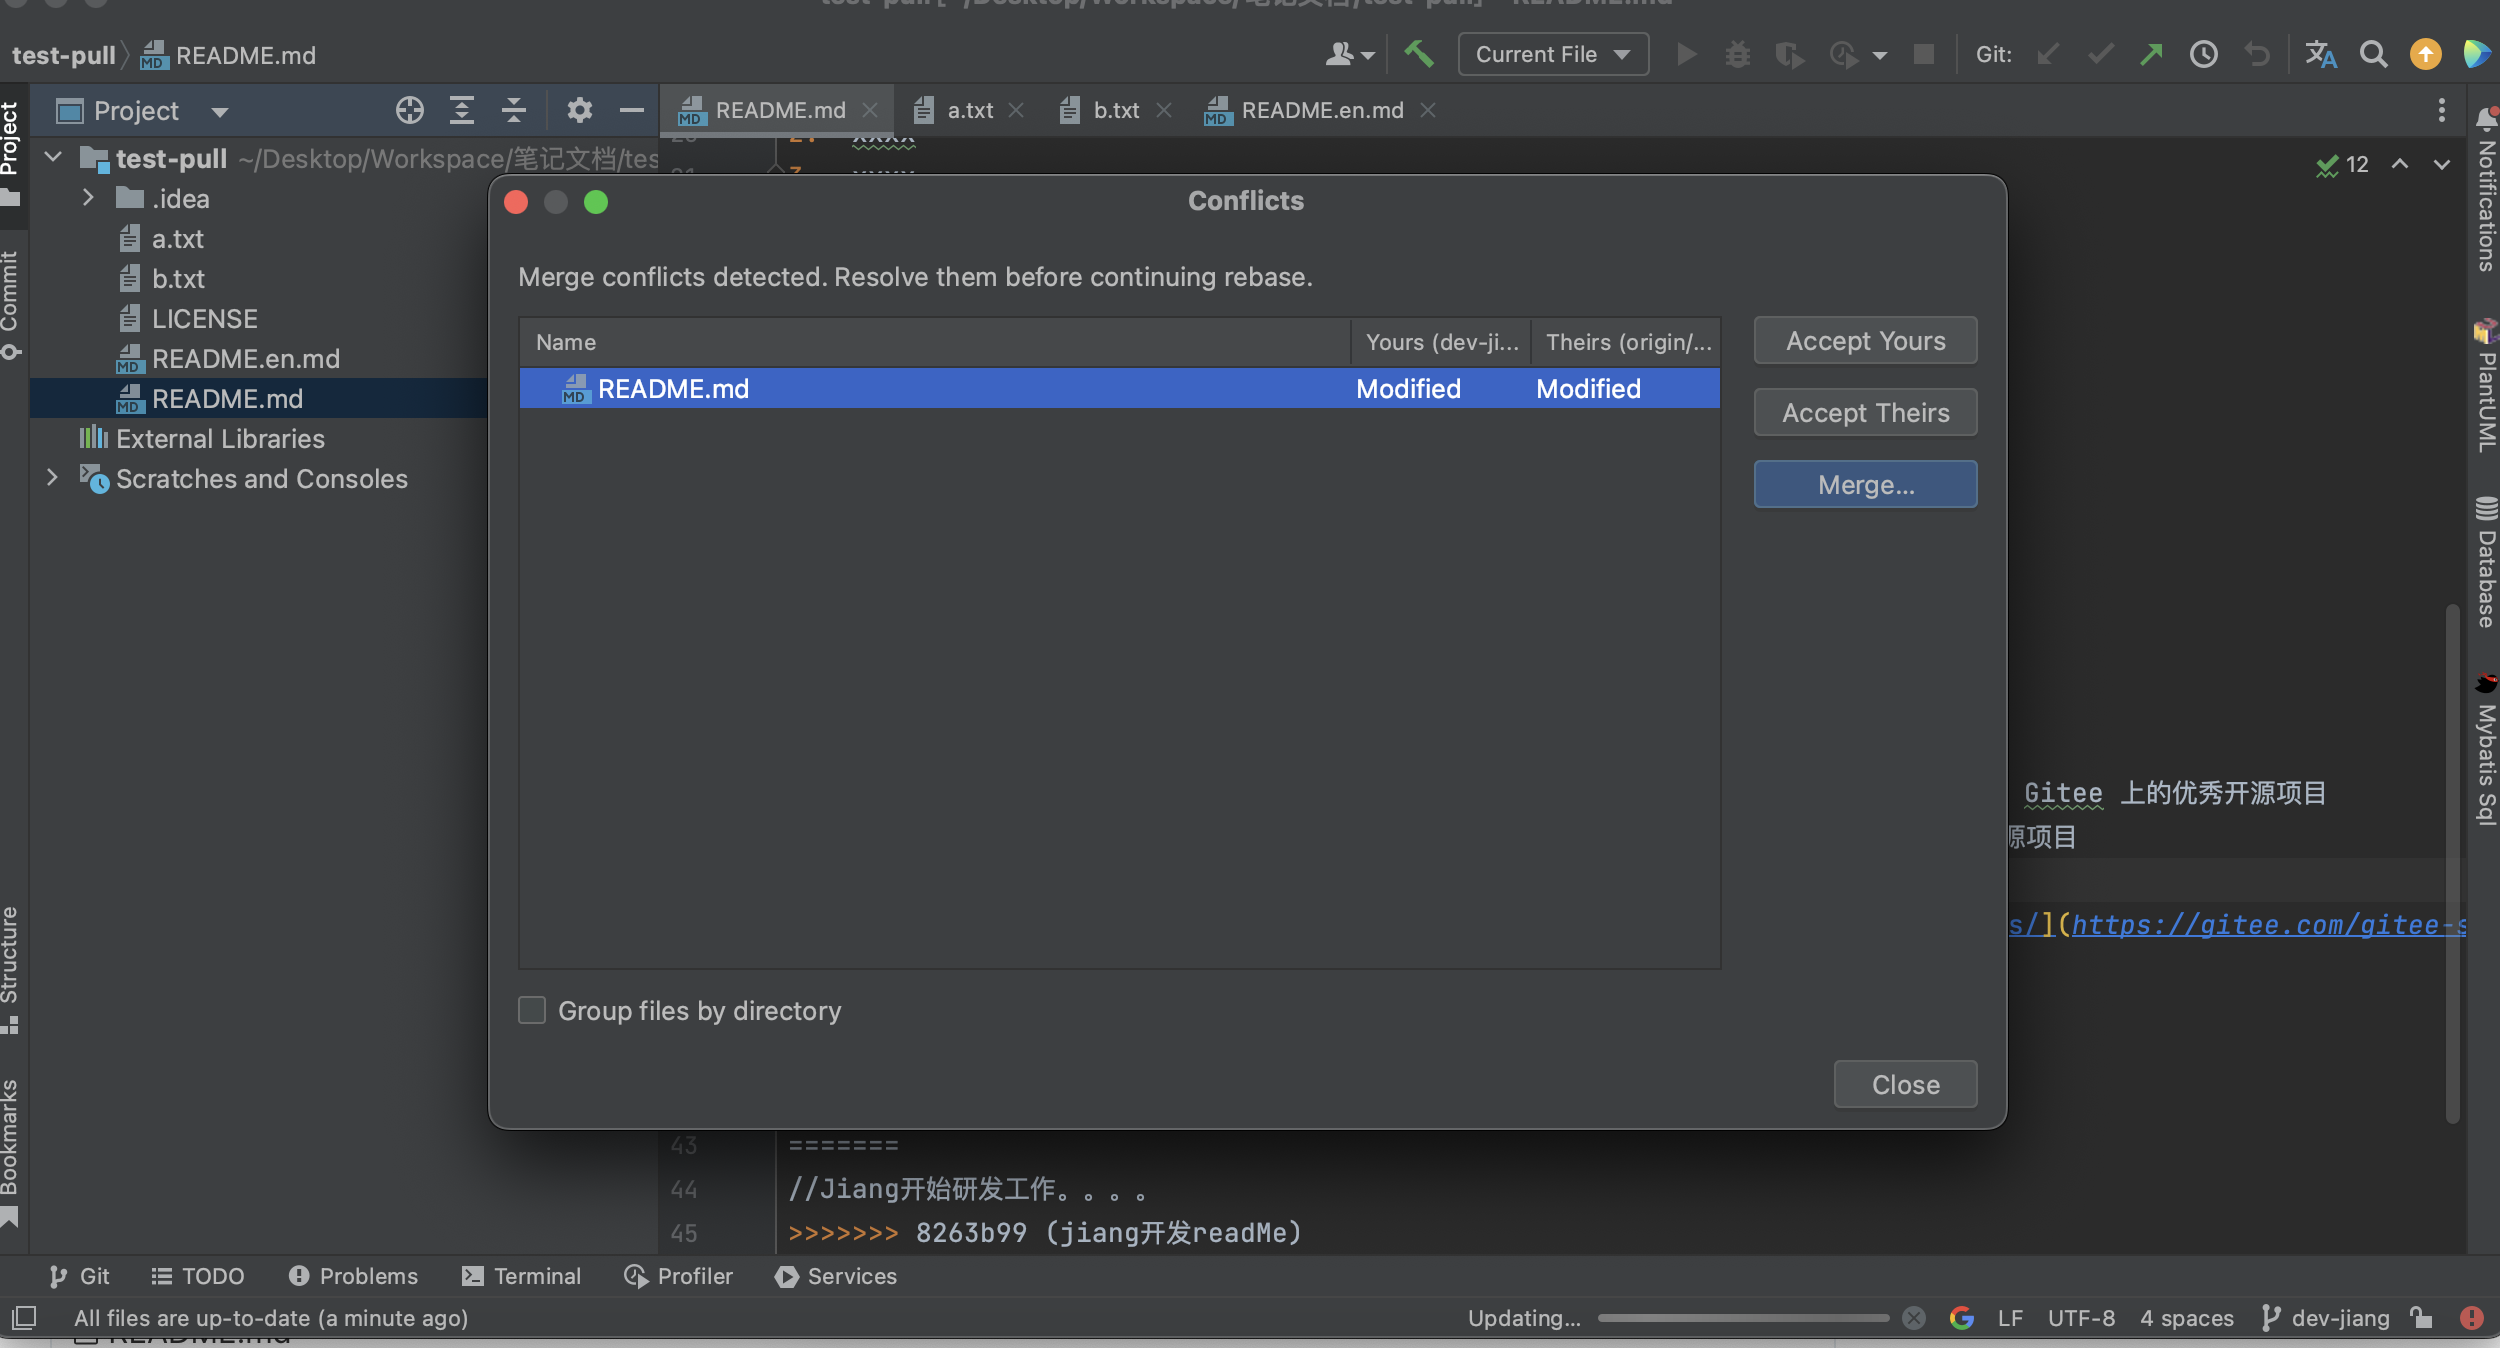 test-pull
README.md
Current File
Git:
Project
README.md
a.txt
b.txt
README.en.md
test-pull ~/Desktop/Workspace/笔记文档/tes
.idea
a.txt
b.txt
LICENSE
README.en.md
README.md
External Libraries
Scratches and Consoles
Project
Commit
Structure
Bookmarks
12
Conflicts
Merge conflicts detected. Resolve them before continuing rebase.
Name
Yours (dev-ji...
Theirs (origin/...
README.md
Modified
Modified
Accept Yours
Accept Theirs
Merge...
Group files by directory
Close
Gitee 上的优秀开源项目
源项目
s/](https://gitee.com/gitee-s
43 =======
44 //Jiang开始研发工作。。。。
45 >>>>>>> 8263b99 (jiang开发readMe)
Notifications
PlantUML
Database
Mybatis Sql
Git
TODO
Problems
Terminal
Profiler
Services
All files are up-to-date (a minute ago)
Updating...
LF
UTF-8
4 spaces
dev-jiang